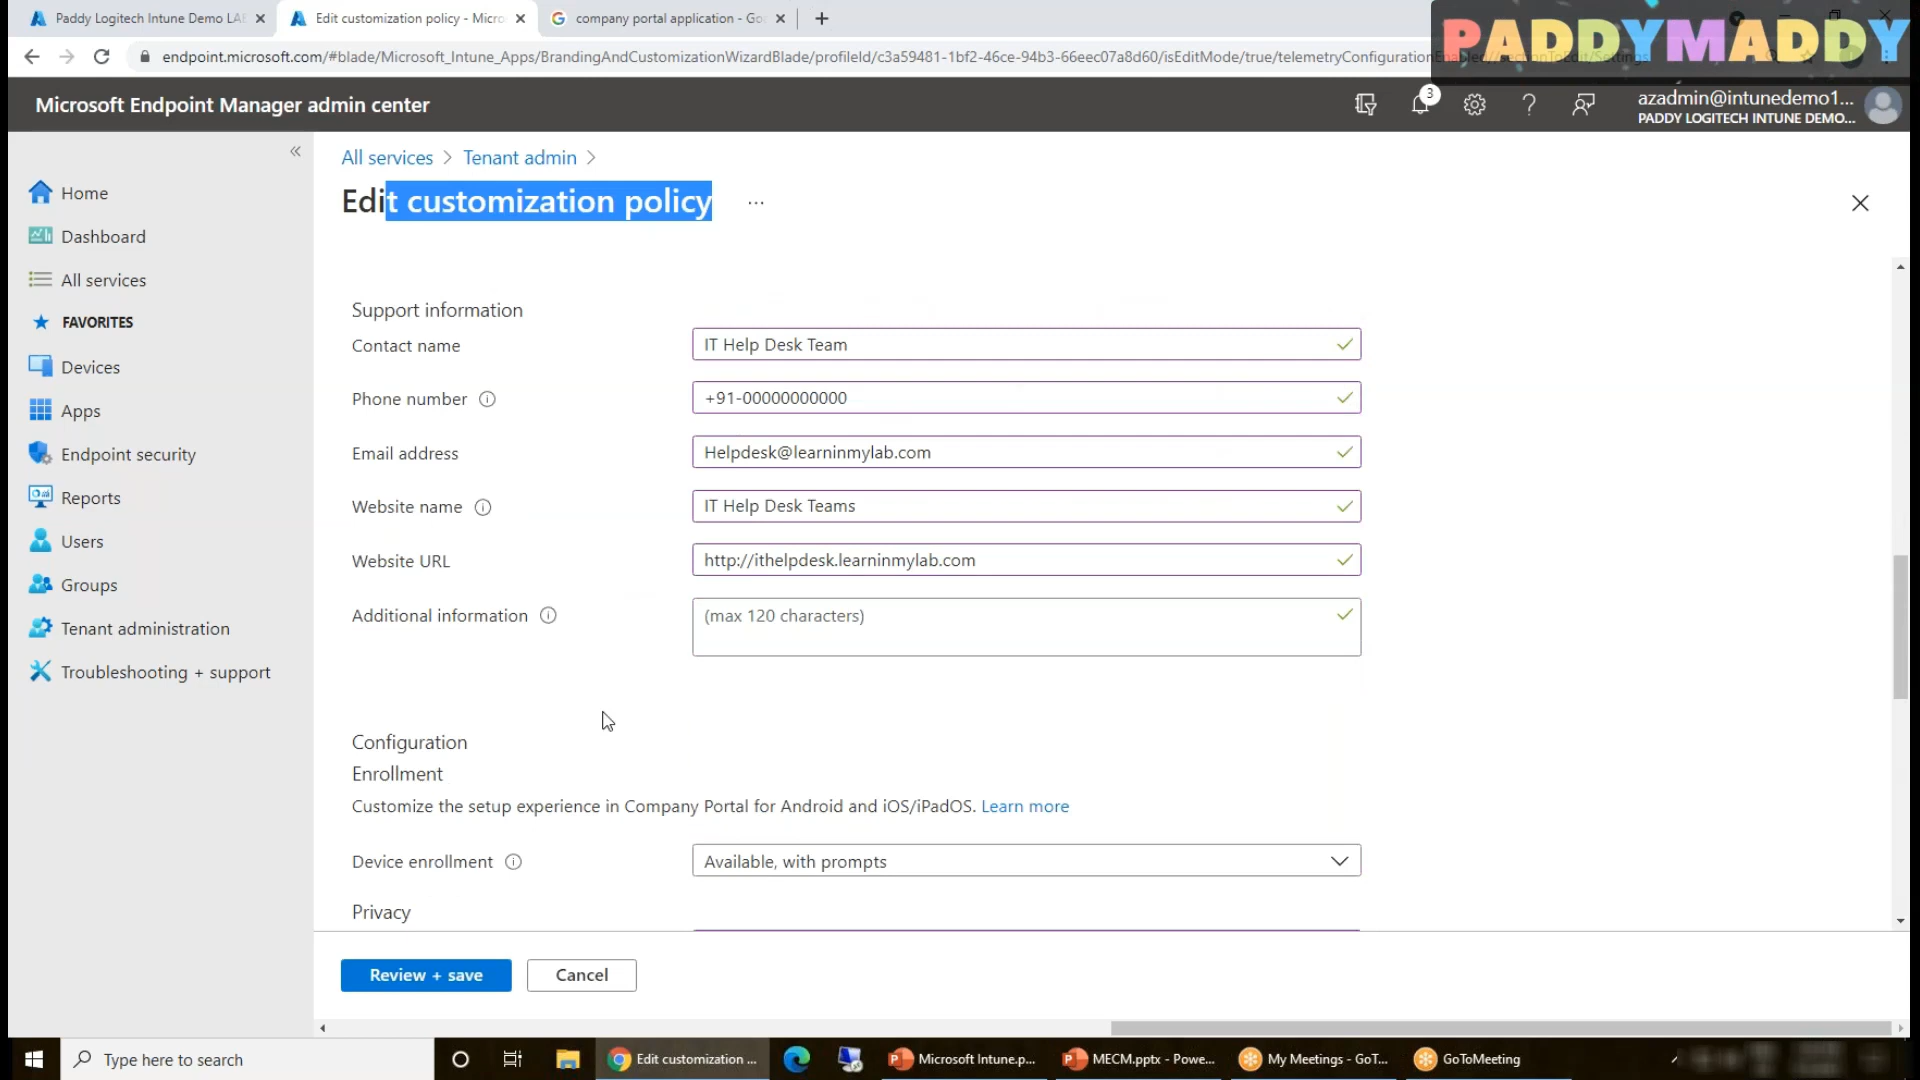 Paddy Logitech Intune Demo LA
Edit customization policy - Micro
company portal application - Go
endpoint.microsoft.com/#blade/Microsoft_Intune_Apps/BrandingAndCustomizationWizardBlade/profileId/c3a59481-1bf2-46ce-94b3-66eec07a8d60/isEditMode/true/telemetryConfiguration
PADDYMADDY
Microsoft Endpoint Manager admin center
3
azadmin@intunedemo1...
PADDY LOGITECH INTUNE DEMO...
Home
Dashboard
All services
FAVORITES
Devices
Apps
Endpoint security
Reports
Users
Groups
Tenant administration
Troubleshooting + support
All services > Tenant admin >
Edit customization policy
...
Support information
Contact name
IT Help Desk Team
Phone number
+91-00000000000
Email address
Helpdesk@learninmylab.com
Website name
IT Help Desk Teams
Website URL
http://ithelpdesk.learninmylab.com
Additional information
(max 120 characters)
Configuration
Enrollment
Customize the setup experience in Company Portal for Android and iOS/iPadOS. Learn more
Device enrollment
Available, with prompts
Privacy
Review + save
Cancel
Type here to search
Edit customization ...
Microsoft Intune.p...
MECM.pptx - Powe...
My Meetings - GoT...
GoToMeeting